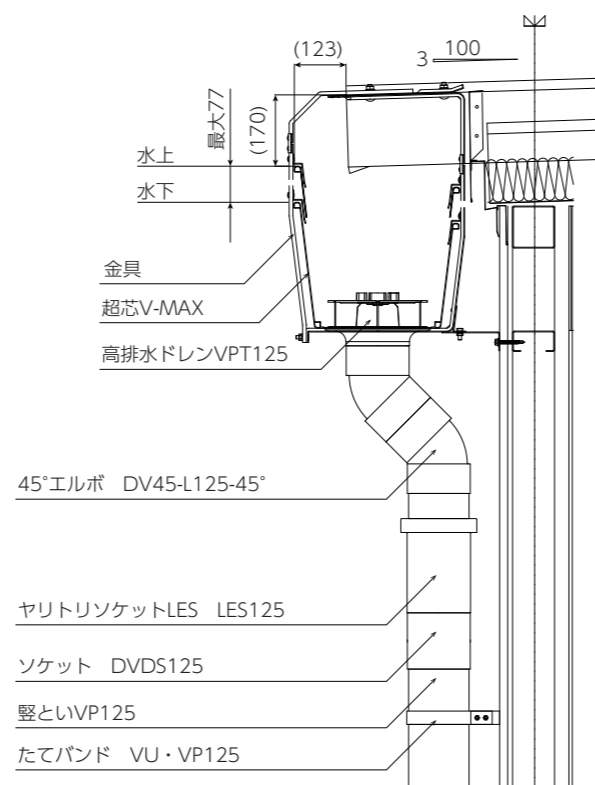 (123)
3
100
最大77
(170)
水上
水下
金具
超芯V-MAX
高排水ドレンVPT125
45°エルボ　DV45-L125-45°
ヤリトリソケットLES　LES125
ソケット　DVDS125
竪といVP125
たてバンド　VU・VP125